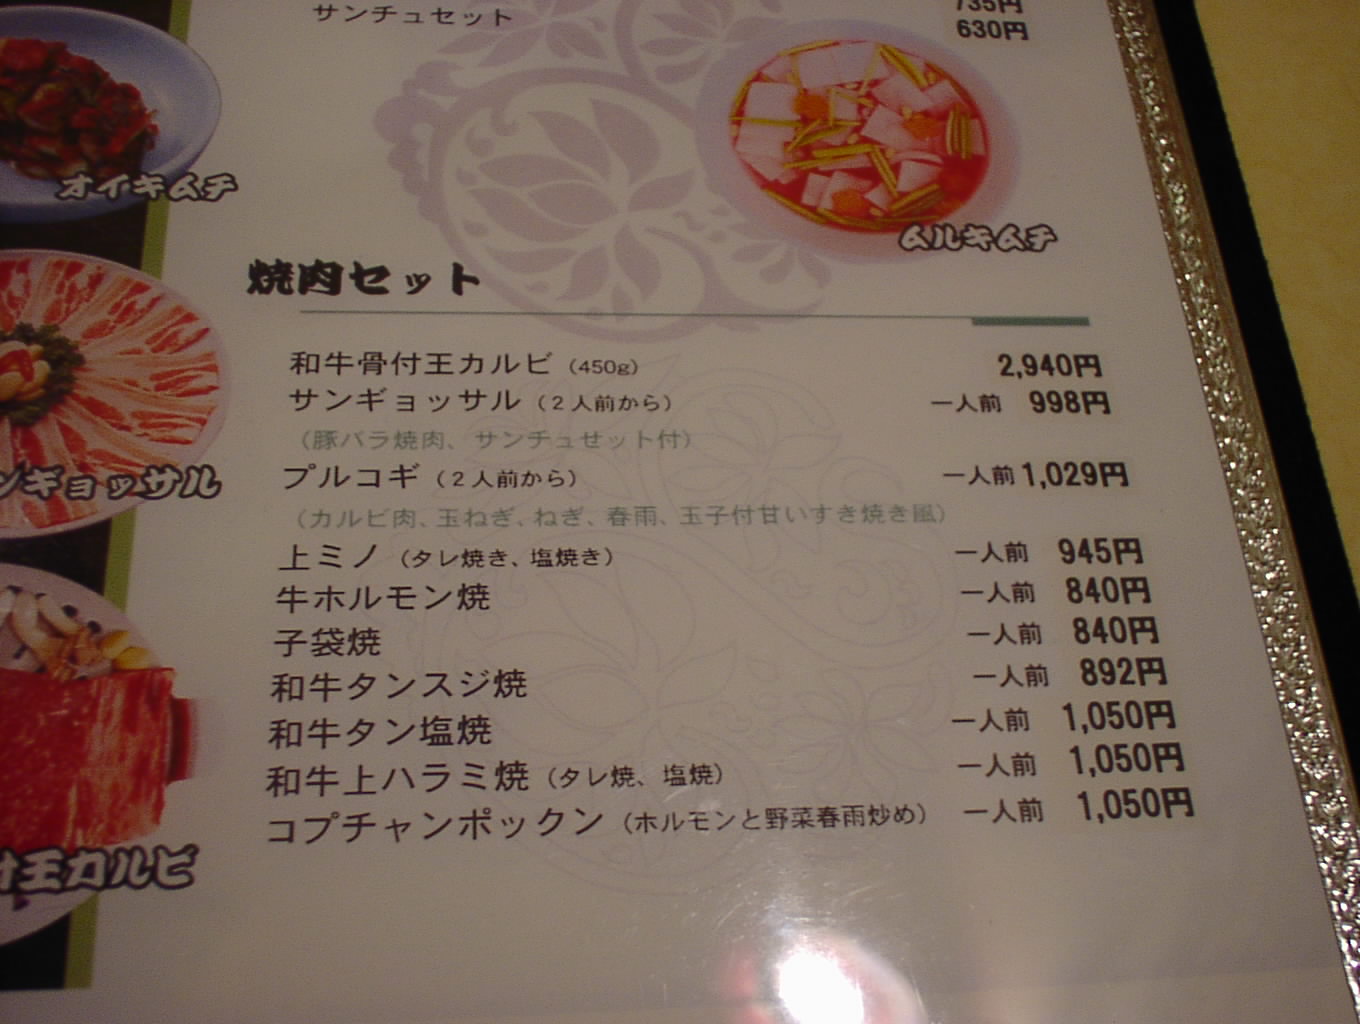 サンチュセット 735円
630円
オイキムチ
ムルキムチ
焼肉セット
和牛骨付王カルビ (450g) 2,940円
サンギョッサル (2人前から) 一人前 998円
(豚バラ焼肉、サンチュセット付)
ンギョッサル
プルコギ (2人前から) 一人前 1,029円
(カルビ肉、玉ねぎ、ねぎ、春雨、玉子付甘いすき焼き風)
上ミノ (タレ焼き、塩焼き) 一人前 945円
牛ホルモン焼 一人前 840円
子袋焼 一人前 840円
和牛タンスジ焼 一人前 892円
和牛タン塩焼 一人前 1,050円
和牛上ハラミ焼 (タレ焼、塩焼) 一人前 1,050円
コプチャンポックン (ホルモンと野菜春雨炒め) 一人前 1,050円
付王カルビ